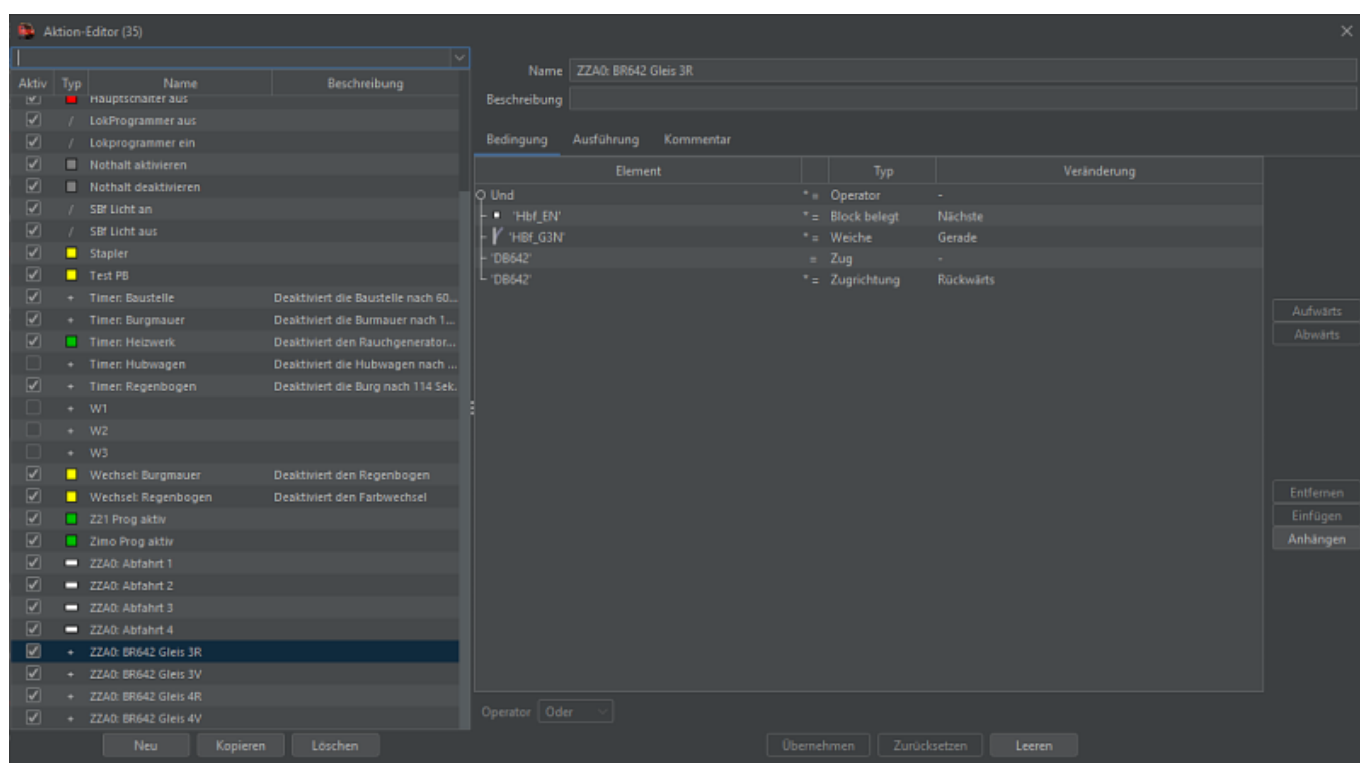 Aktion-Editor (35)
Aktiv Typ Name Beschreibung
Hauptschalter aus
LokProgrammer aus
Lokprogrammer ein
Nothalt aktivieren
Nothalt deaktivieren
SBf Licht an
SBf Licht aus
Stapler
Test PB
Timer: Baustelle Deaktiviert die Baustelle nach 60...
Timer: Burgmauer Deaktiviert die Burmauer nach 1...
Timer: Heizwerk Deaktiviert den Rauchgenerator...
Timer: Hubwagen Deaktiviert die Hubwagen nach ...
Timer: Regenbogen Deaktiviert die Burg nach 114 Sek.
W1
W2
W3
Wechsel: Burgmauer Deaktiviert den Regenbogen
Wechsel: Regenbogen Deaktiviert den Farbwechsel
Z21 Prog aktiv
Zimo Prog aktiv
ZZA0: Abfahrt 1
ZZA0: Abfahrt 2
ZZA0: Abfahrt 3
ZZA0: Abfahrt 4
ZZA0: BR642 Gleis 3R
ZZA0: BR642 Gleis 3V
ZZA0: BR642 Gleis 4R
ZZA0: BR642 Gleis 4V
Neu Kopieren Löschen
Name ZZA0: BR642 Gleis 3R
Beschreibung
Bedingung Ausführung Kommentar
Element Typ Veränderung
Und * = Operator -
'Hbf_EN' * = Block belegt Nächste
'HBf_G3N' * = Weiche Gerade
'DB642' = Zug -
'DB642' * = Zugrichtung Rückwärts
Aufwärts
Abwärts
Entfernen
Einfügen
Anhängen
Operator Oder
Übernehmen Zurücksetzen Leeren